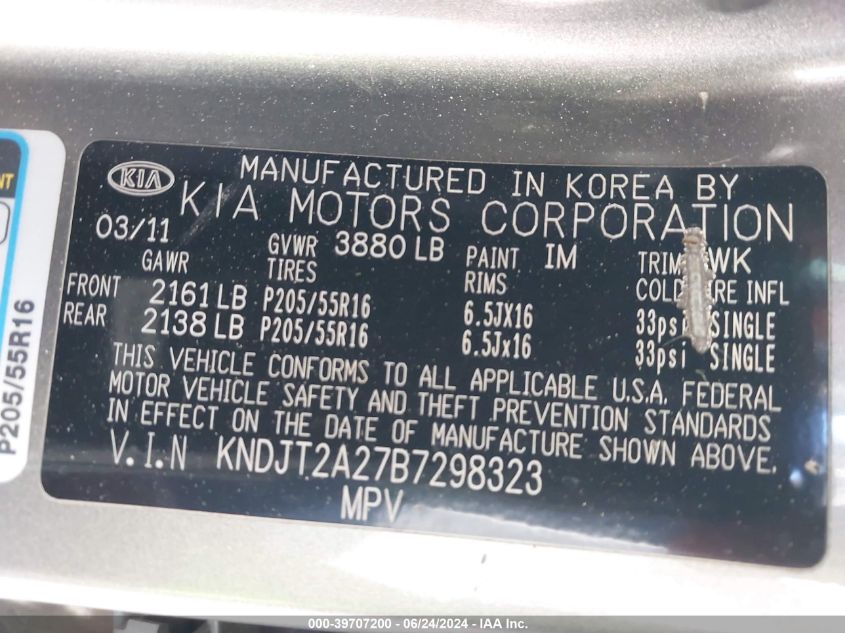 KIA MANUFACTURED IN KOREA BY
KIA MOTORS CORPORATION
03/11 GVWR 3880 LB PAINT IM TRIM WK
GAWR TIRES RIMS INFL
FRONT 2161 LB P205/55R16 6.5JX16 33psi SINGLE
REAR 2138 LB P205/55R16 6.5Jx16 33psi SINGLE
THIS VEHICLE CONFORMS TO ALL APPLICABLE U.S.A. FEDERAL
MOTOR VEHICLE SAFETY AND THEFT PREVENTION STANDARDS
IN EFFECT ON THE DATE OF MANUFACTURE SHOWN ABOVE.
V.I.N KNDJT2A27B7298323
MPV
P205/55R16
000-39707200 - 06/24/2024 - IAA Inc.